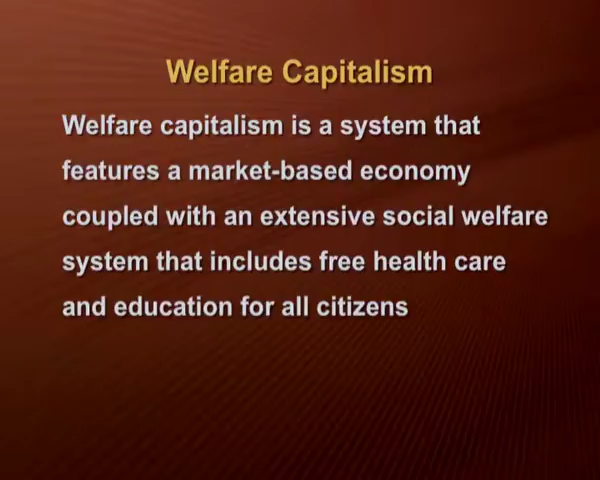 Welfare Capitalism
Welfare capitalism is a system that
features a market-based economy
coupled with an extensive social welfare
system that includes free health care
and education for all citizens